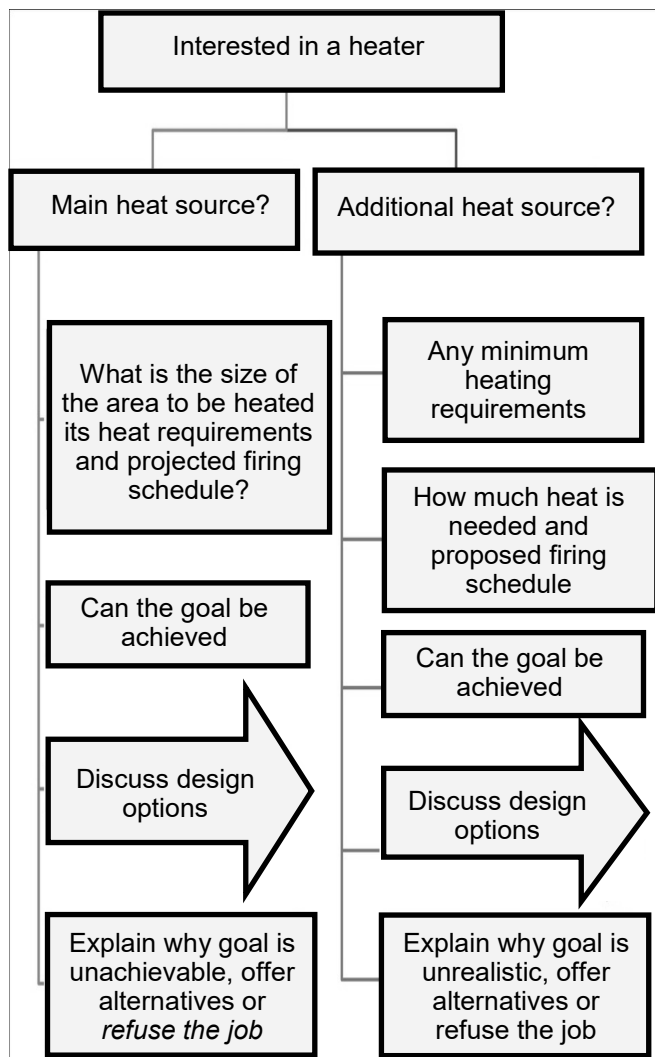 Interested in a heater
Main heat source?
Additional heat source?
What is the size of
the area to be heated
its heat requirements
and projected firing
schedule?
Can the goal be
achieved
Discuss design
options
Explain why goal is
unachievable, offer
alternatives or
refuse the job
Any minimum
heating
requirements
How much heat is
needed and
proposed firing
schedule
Can the goal be
achieved
Discuss design
options
Explain why goal is
unrealistic, offer
alternatives or
refuse the job